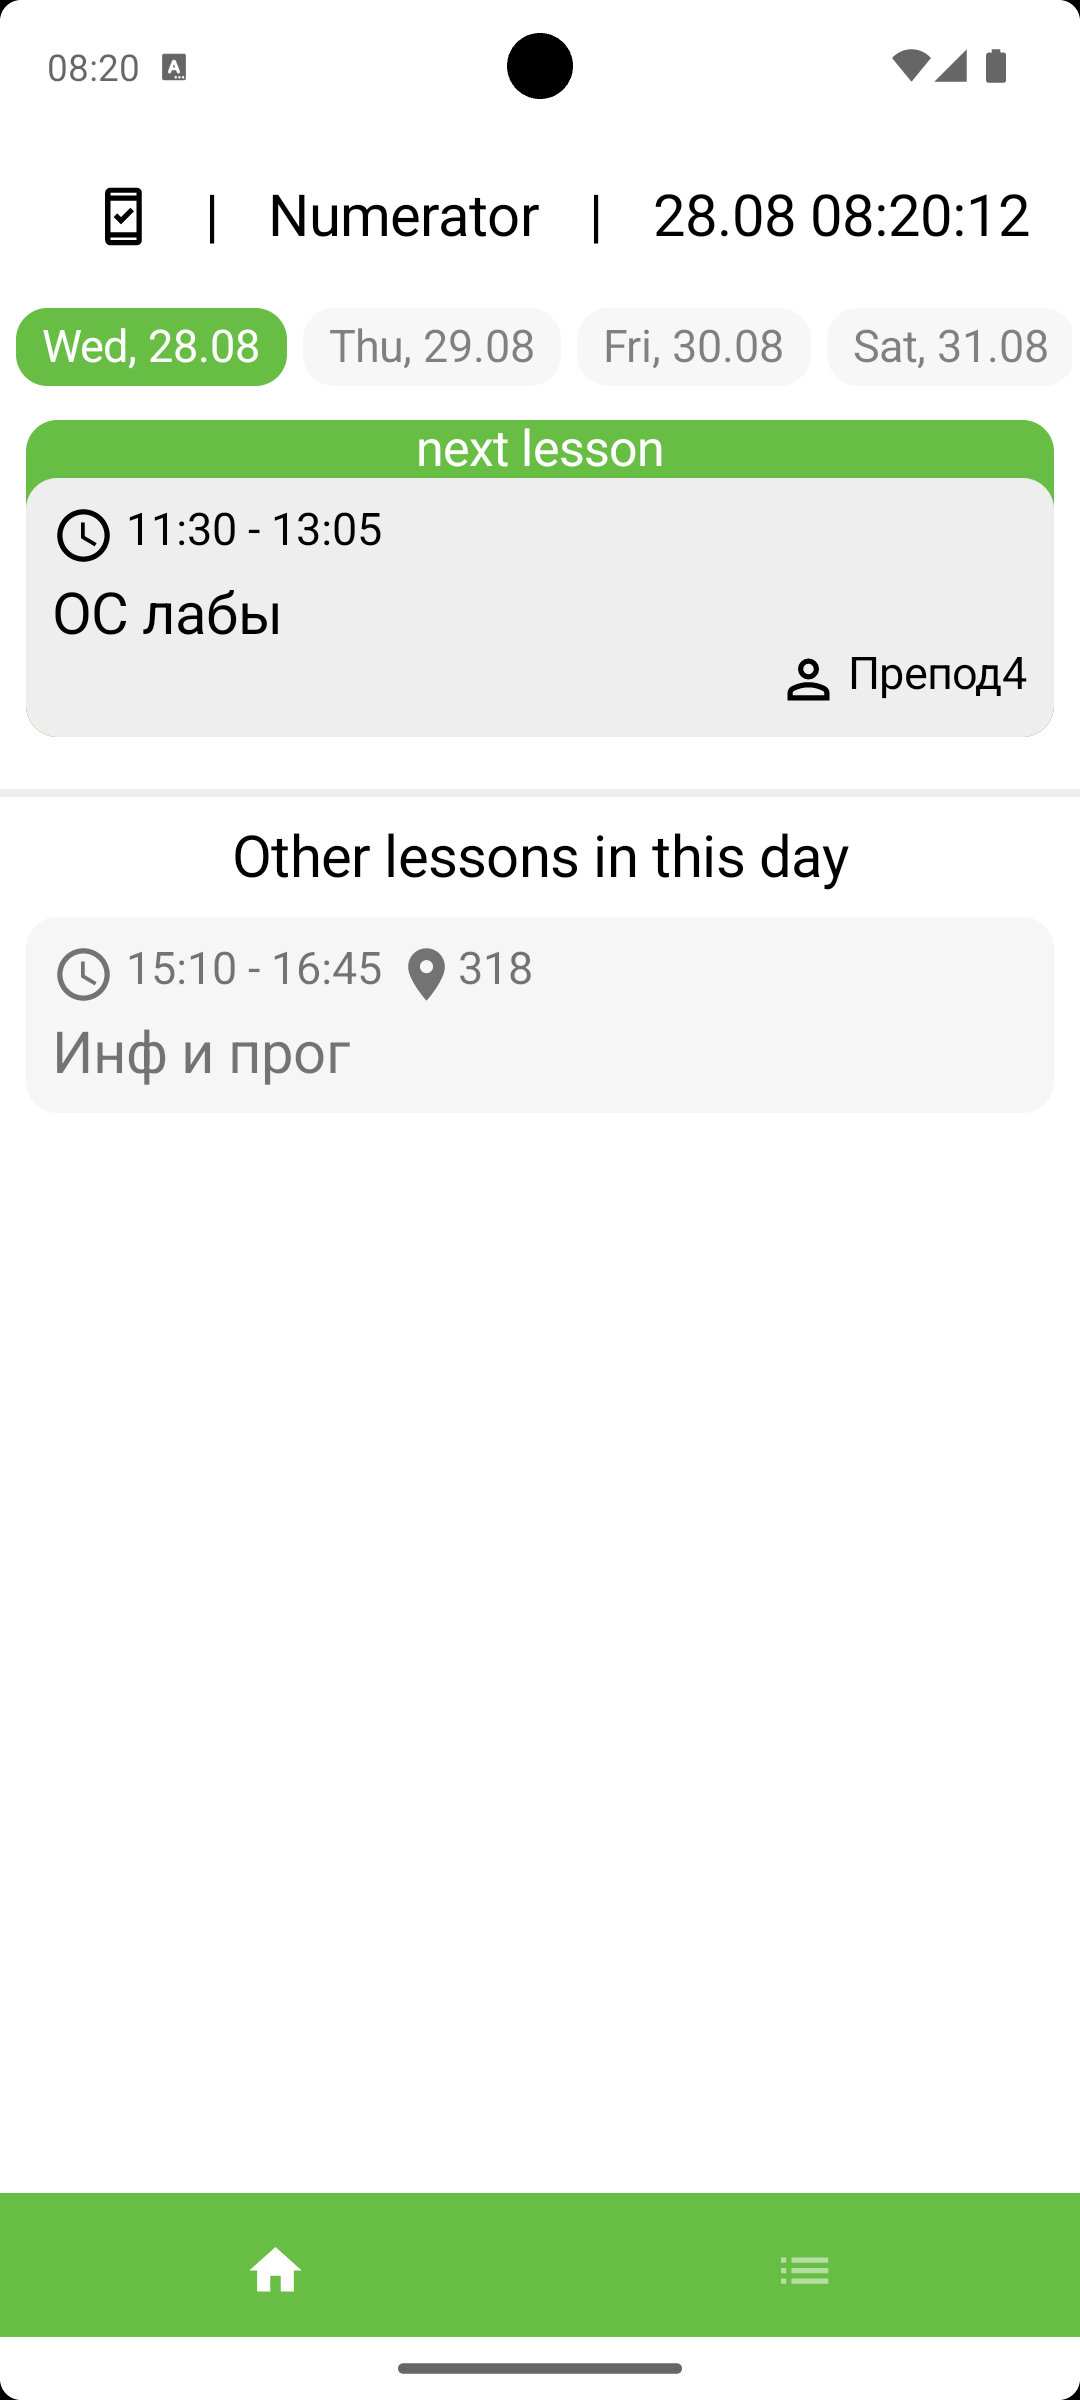 08:20
| Numerator | 28.08 08:20:12
Wed, 28.08 Thu, 29.08 Fri, 30.08 Sat, 31.08
next lesson
11:30 - 13:05
ОС лабы
Препод4
Other lessons in this day
15:10 - 16:45 318
Инф и прог